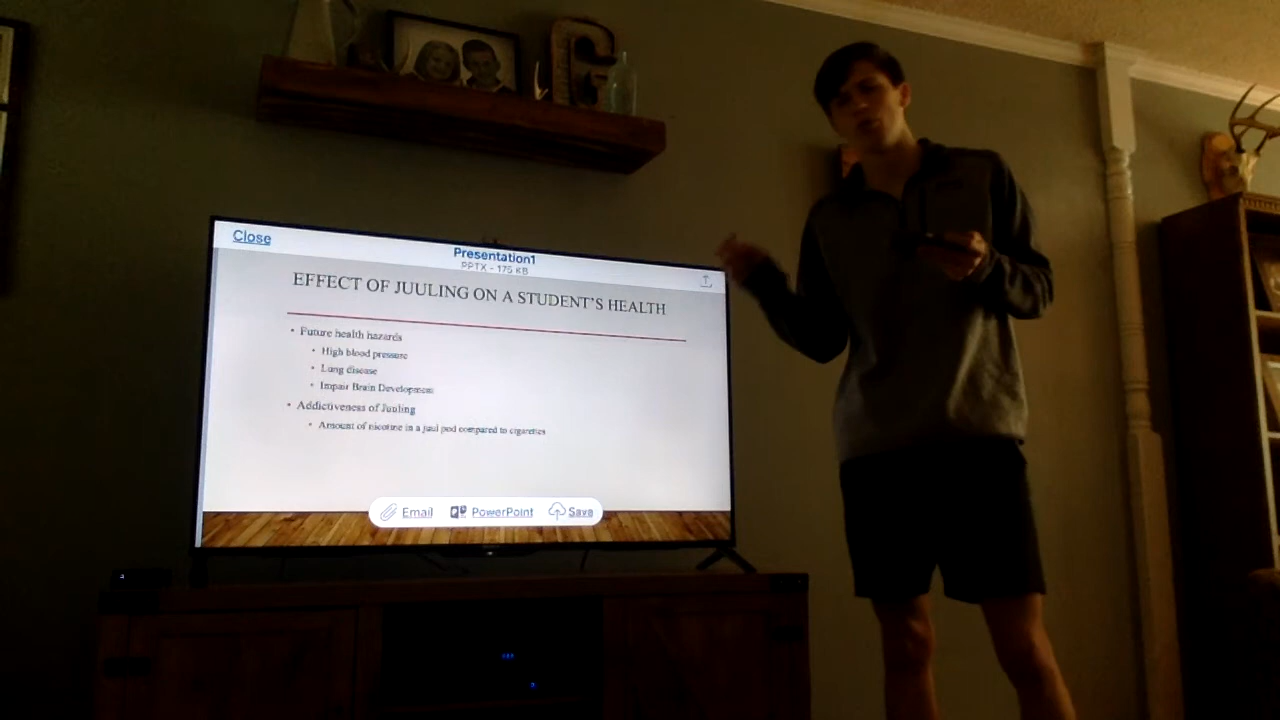 G
Close
Presentation1
PPTX - 175 KB
EFFECT OF JUULING ON A STUDENT'S HEALTH
• Future health hazards
• High blood pressure
• Lung disease
• Impair Brain Development
• Addictiveness of Juuling
• Amount of nicotine in a juul pod compared to cigarettes
Email PowerPoint Save